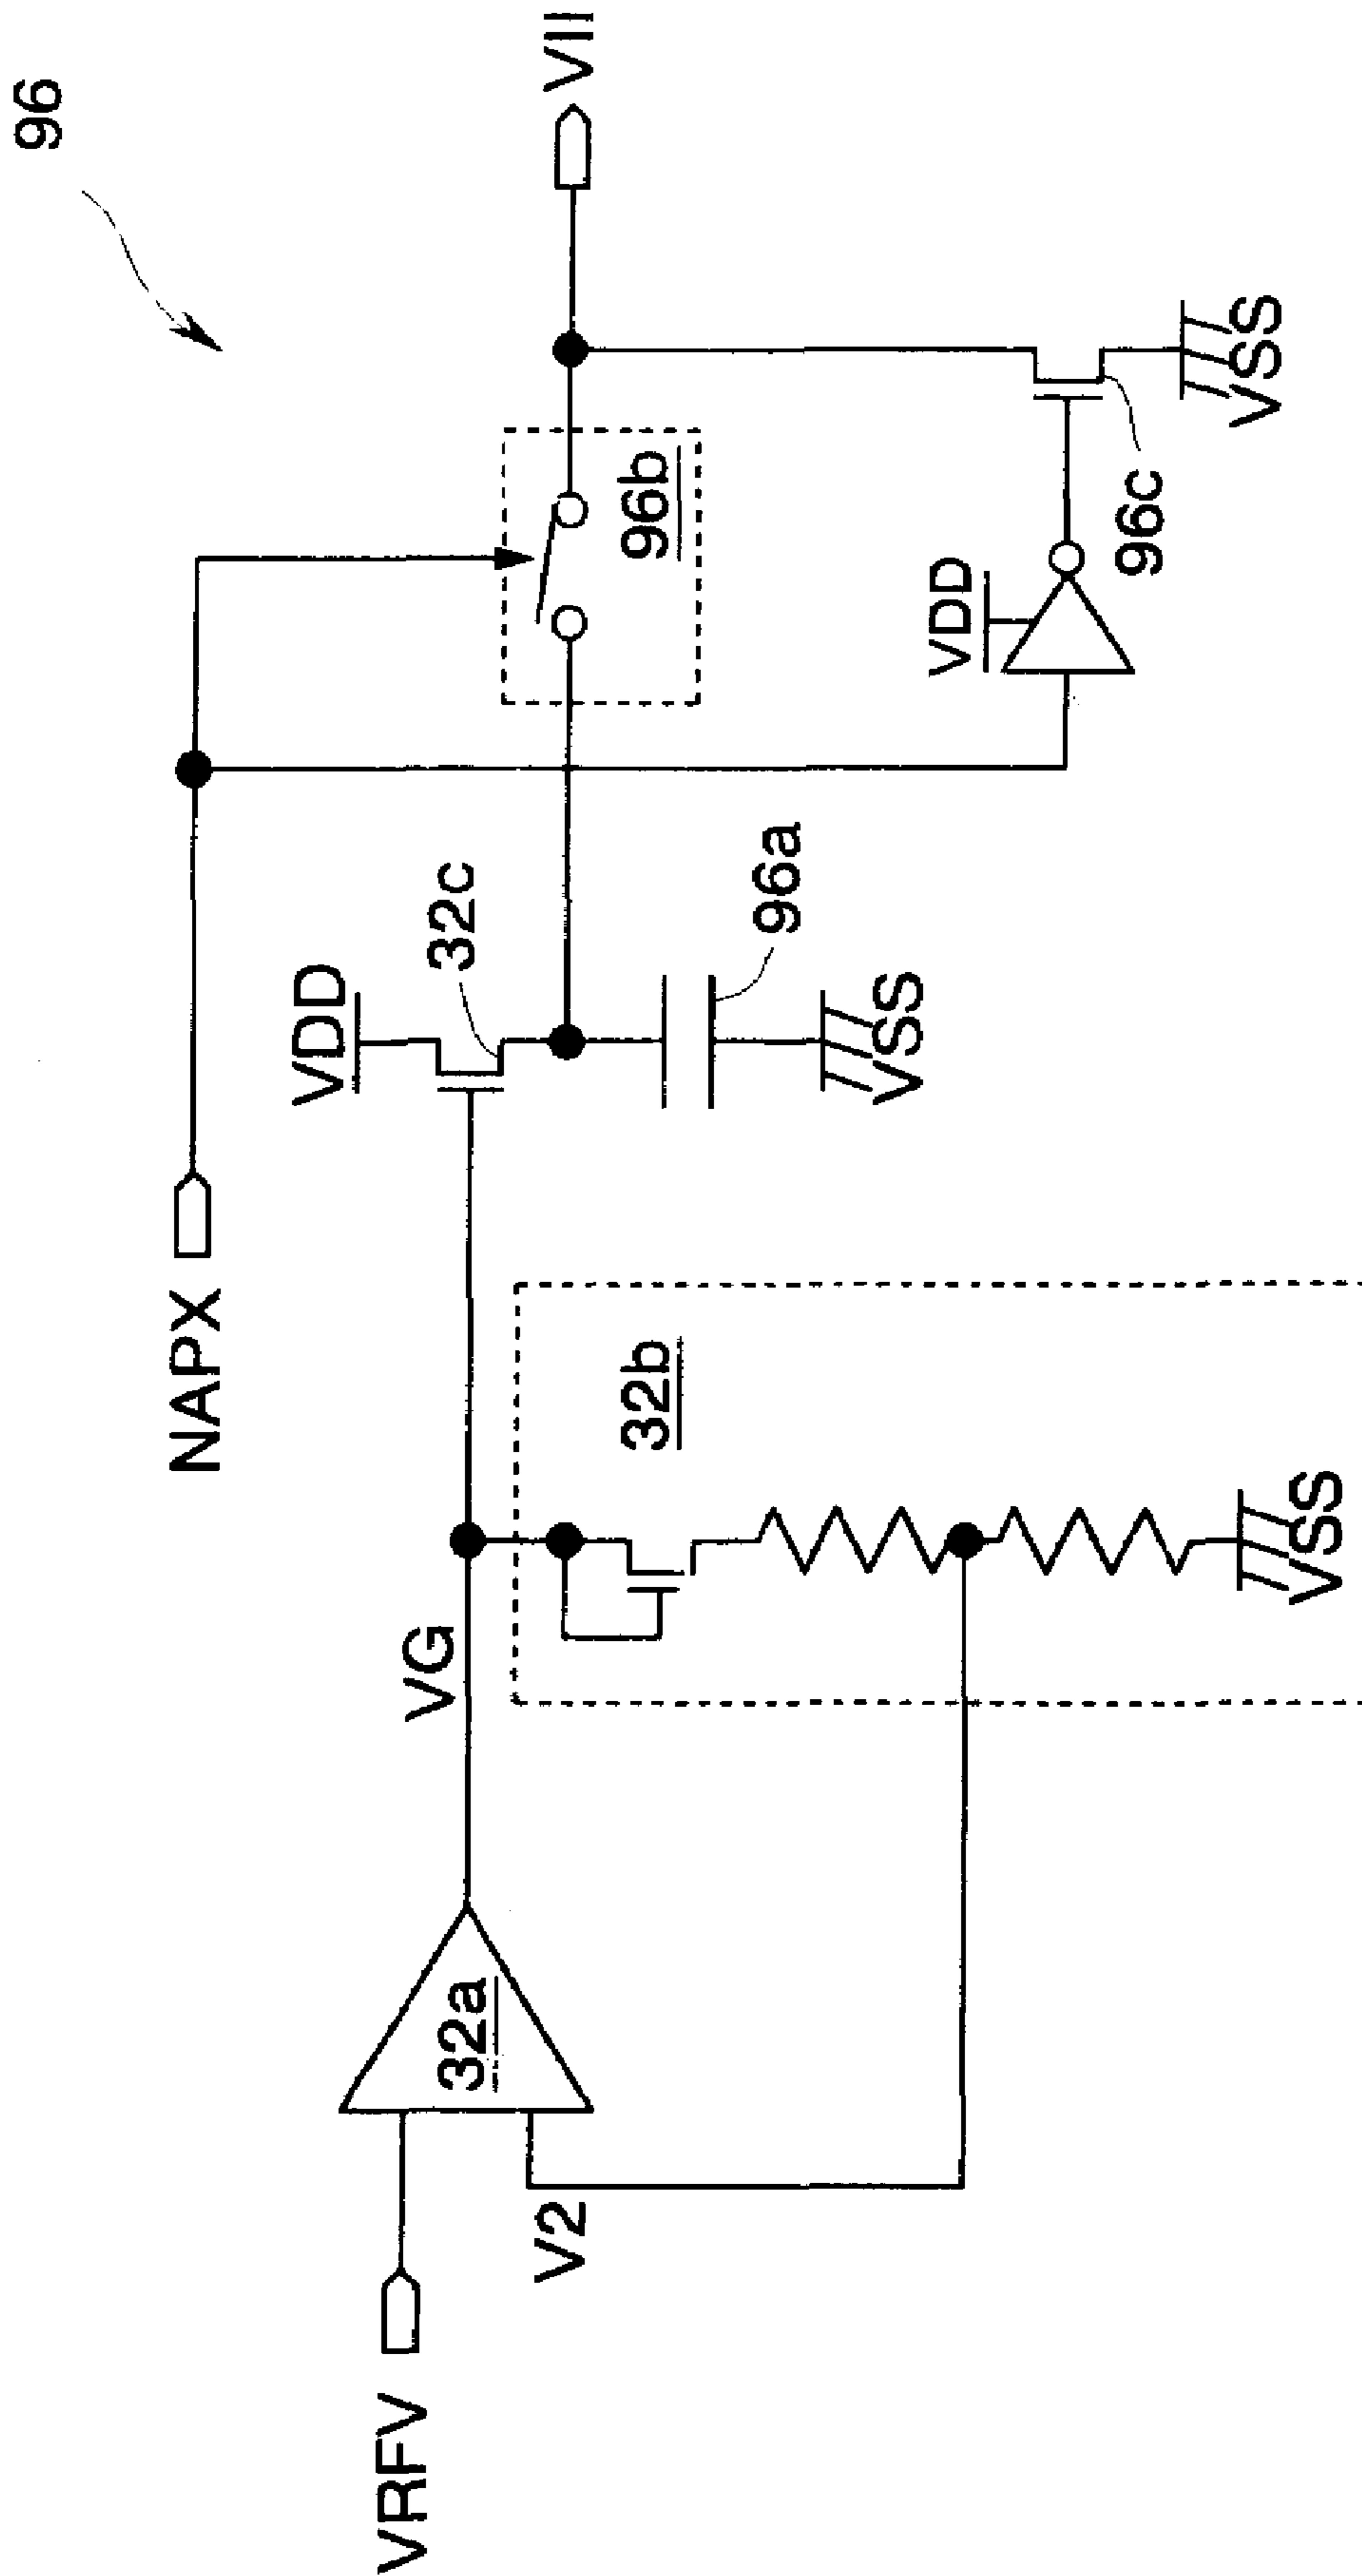 96
NAPX
VII
VDD
32c
96b
VG
96a
VDD
VRFV
32a
32b
VSS
96c
V2
VSS
VSS